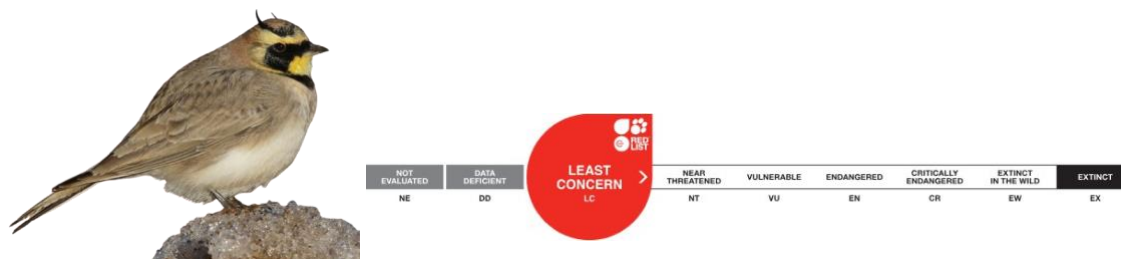 RED
LIST
NOT
EVALUATED
DATA
DEFICIENT
LEAST
CONCERN
NEAR
THREATENED
VULNERABLE
ENDANGERED
CRITICALLY
ENDANGERED
EXTINCT
IN THE WILD
EXTINCT
NE
DD
LC
NT
VU
EN
CR
EW
EX